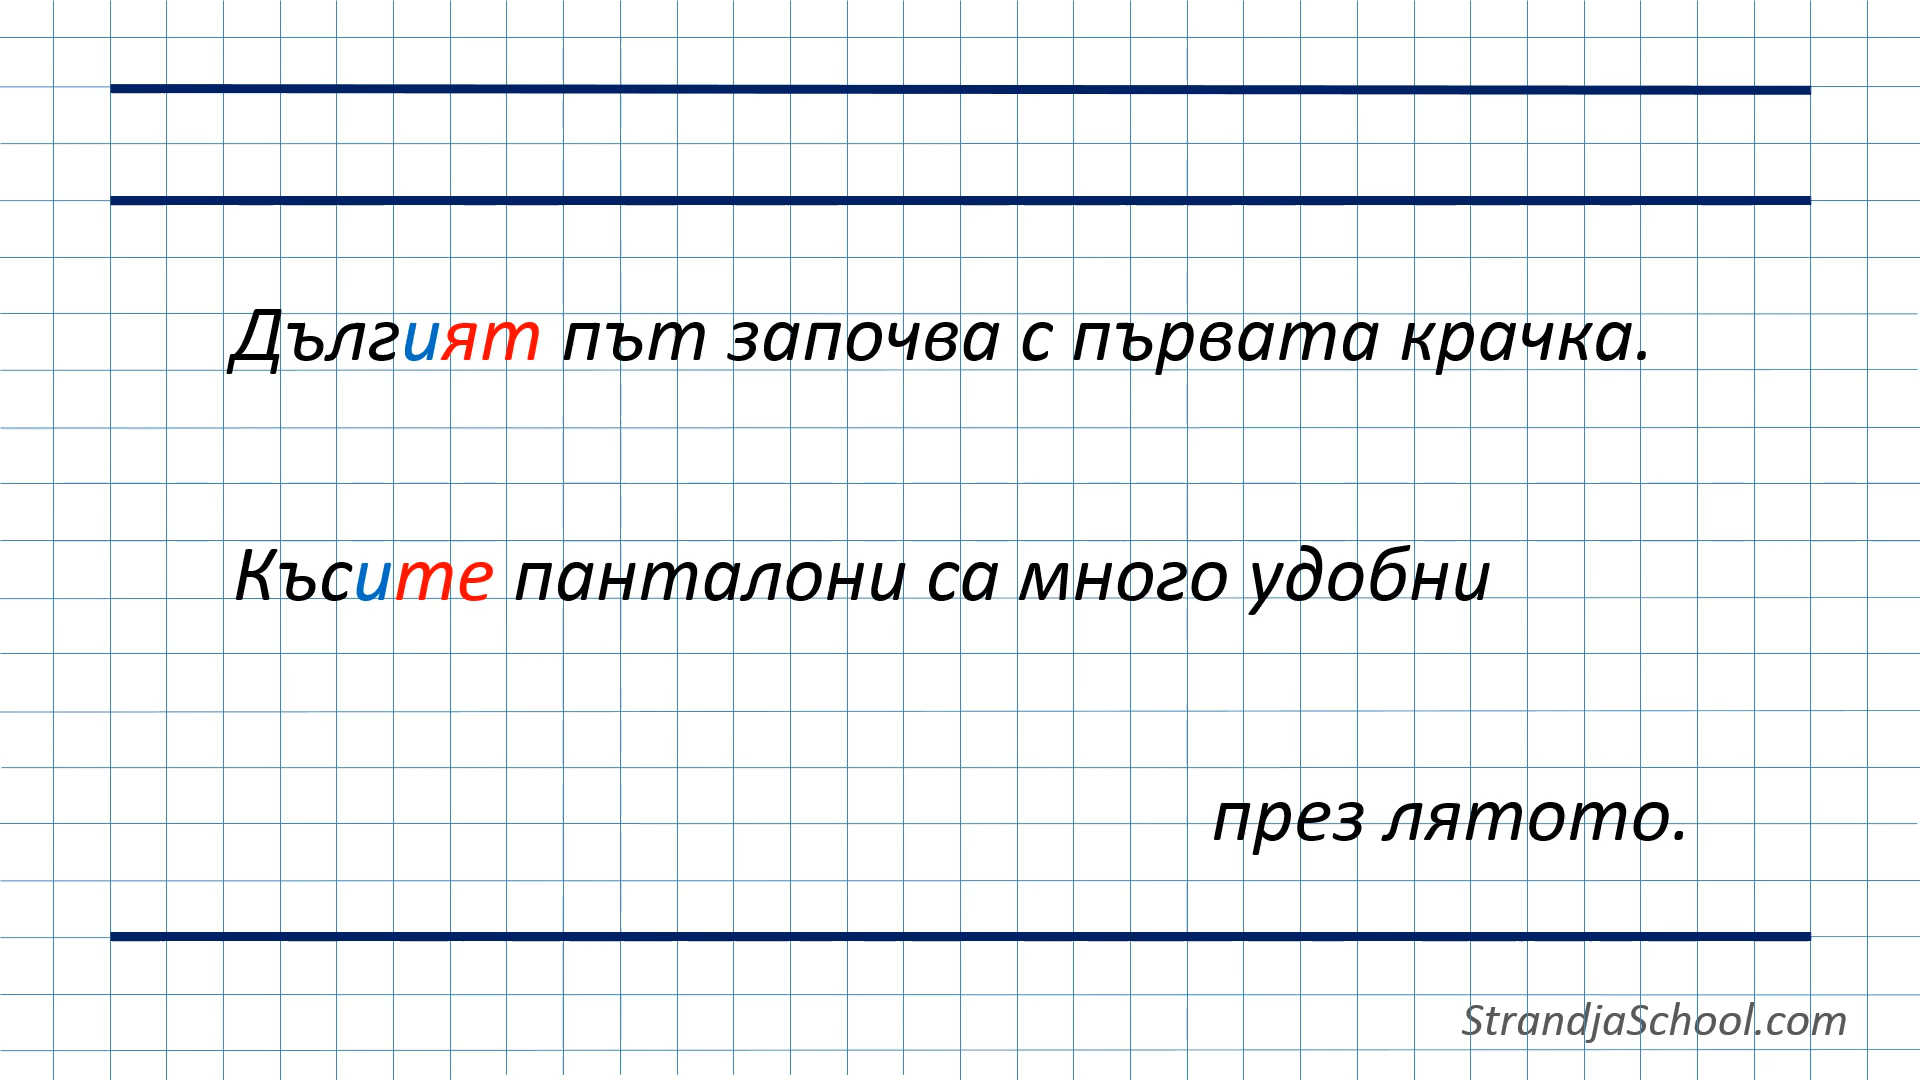 Дългият път започва с първата крачка.
Късите панталони са много удобни
през лятото.
StrandjaSchool.com